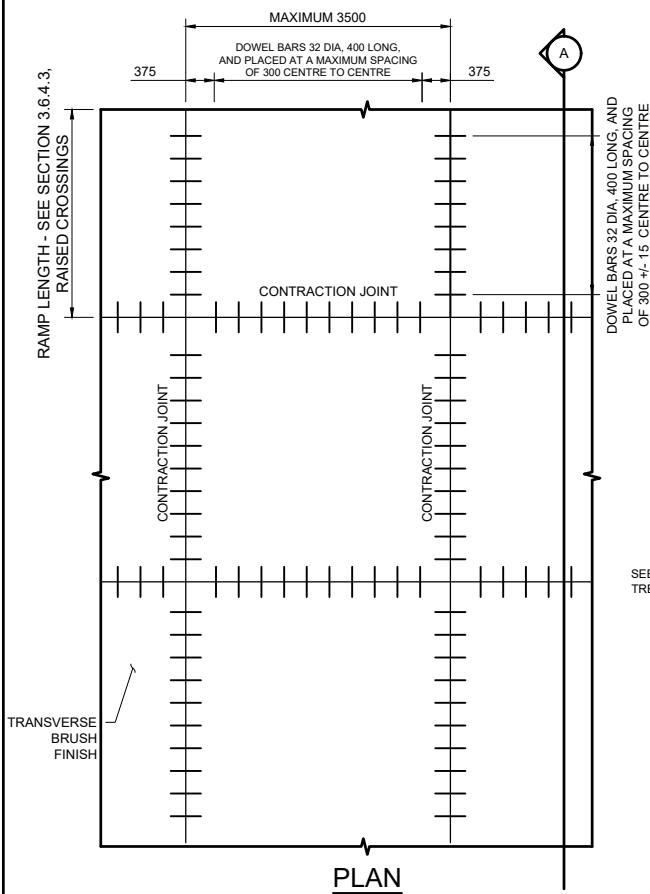 MAXIMUM 3500
DOWEL BARS 32 DIA, 400 LONG,
AND PLACED AT A MAXIMUM SPACING
OF 300 CENTRE TO CENTRE
375
375
A
RAMP LENGTH - SEE SECTION 3.6.4.3,
RAISED CROSSINGS
DOWEL BARS 32 DIA, 400 LONG, AND
PLACED AT A MAXIMUM SPACING
OF 300 +/- 15 CENTRE TO CENTRE
CONTRACTION JOINT
CONTRACTION JOINT
CONTRACTION JOINT
SEE
TRE
TRANSVERSE
BRUSH
FINISH
PLAN